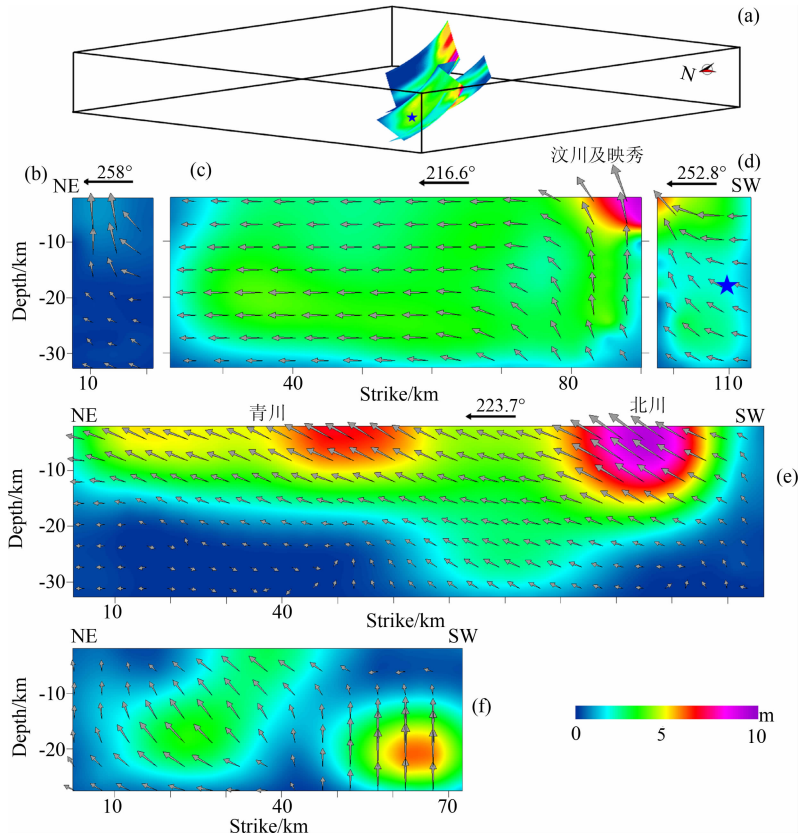 (a)
N
汶川及映秀
(b) 258° (c) 216.6° 252.8° (d)
NE SW
-10
-20
-30
Depth/km
10 40 80 110
Strike/km
青川 北川
NE 223.7° SW
-10
-20
-30
Depth/km
(e)
10 40
Strike/km
NE SW
-10
-20
Depth/km
(f)
m
0 5 10
10 40 70
Strike/km